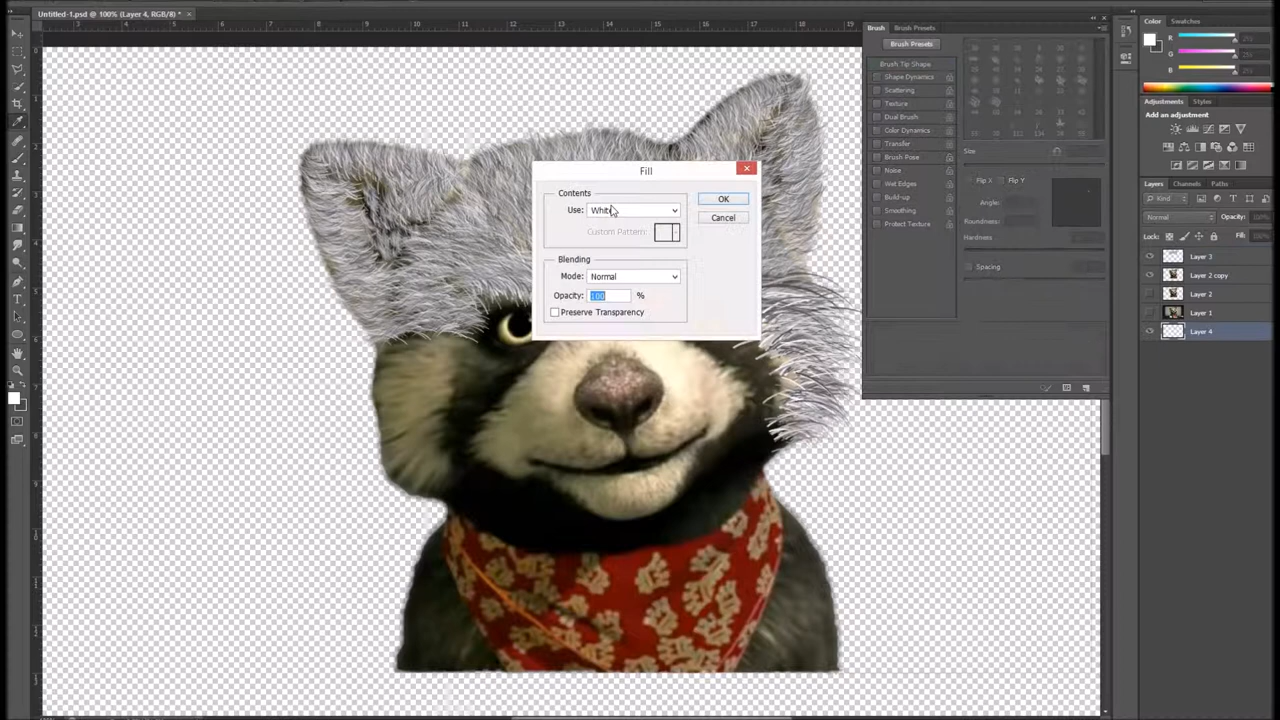 Untitled-1.psd @ 100% (Layer 4, RGB/8) *
Brush Brush Presets
Brush Presets
Brush Tip Shape
Shape Dynamics
Scattering
Texture
Dual Brush
Color Dynamics
Transfer
Brush Pose
Noise
Wet Edges
Build-up
Smoothing
Protect Texture
Size
Flip X Flip Y
Angle:
Roundness:
Hardness
Spacing
Color Swatches
R
G
B
Adjustments Styles
Add an adjustment
Layers Channels Paths
Kind
Normal Opacity: 100%
Lock: Fill:
Layer 3
Layer 2 copy
Layer 2
Layer 1
Layer 4
Fill
Contents
Use: White
Custom Pattern:
OK
Cancel
Blending
Mode: Normal
Opacity: 100 %
Preserve Transparency